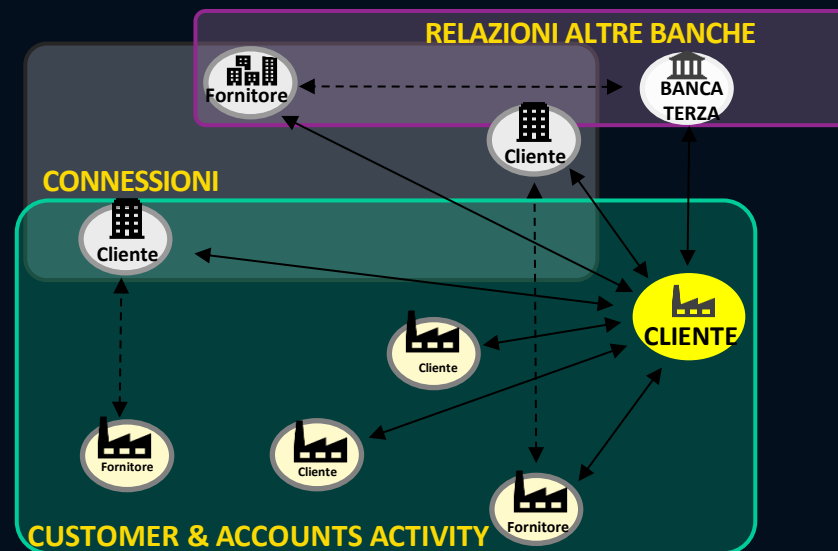 RELAZIONI ALTRE BANCHE
Fornitore
BANCA
TERZA
Cliente
CONNESSIONI
Cliente
CLIENTE
Cliente
Fornitore
Cliente
Fornitore
CUSTOMER & ACCOUNTS ACTIVITY